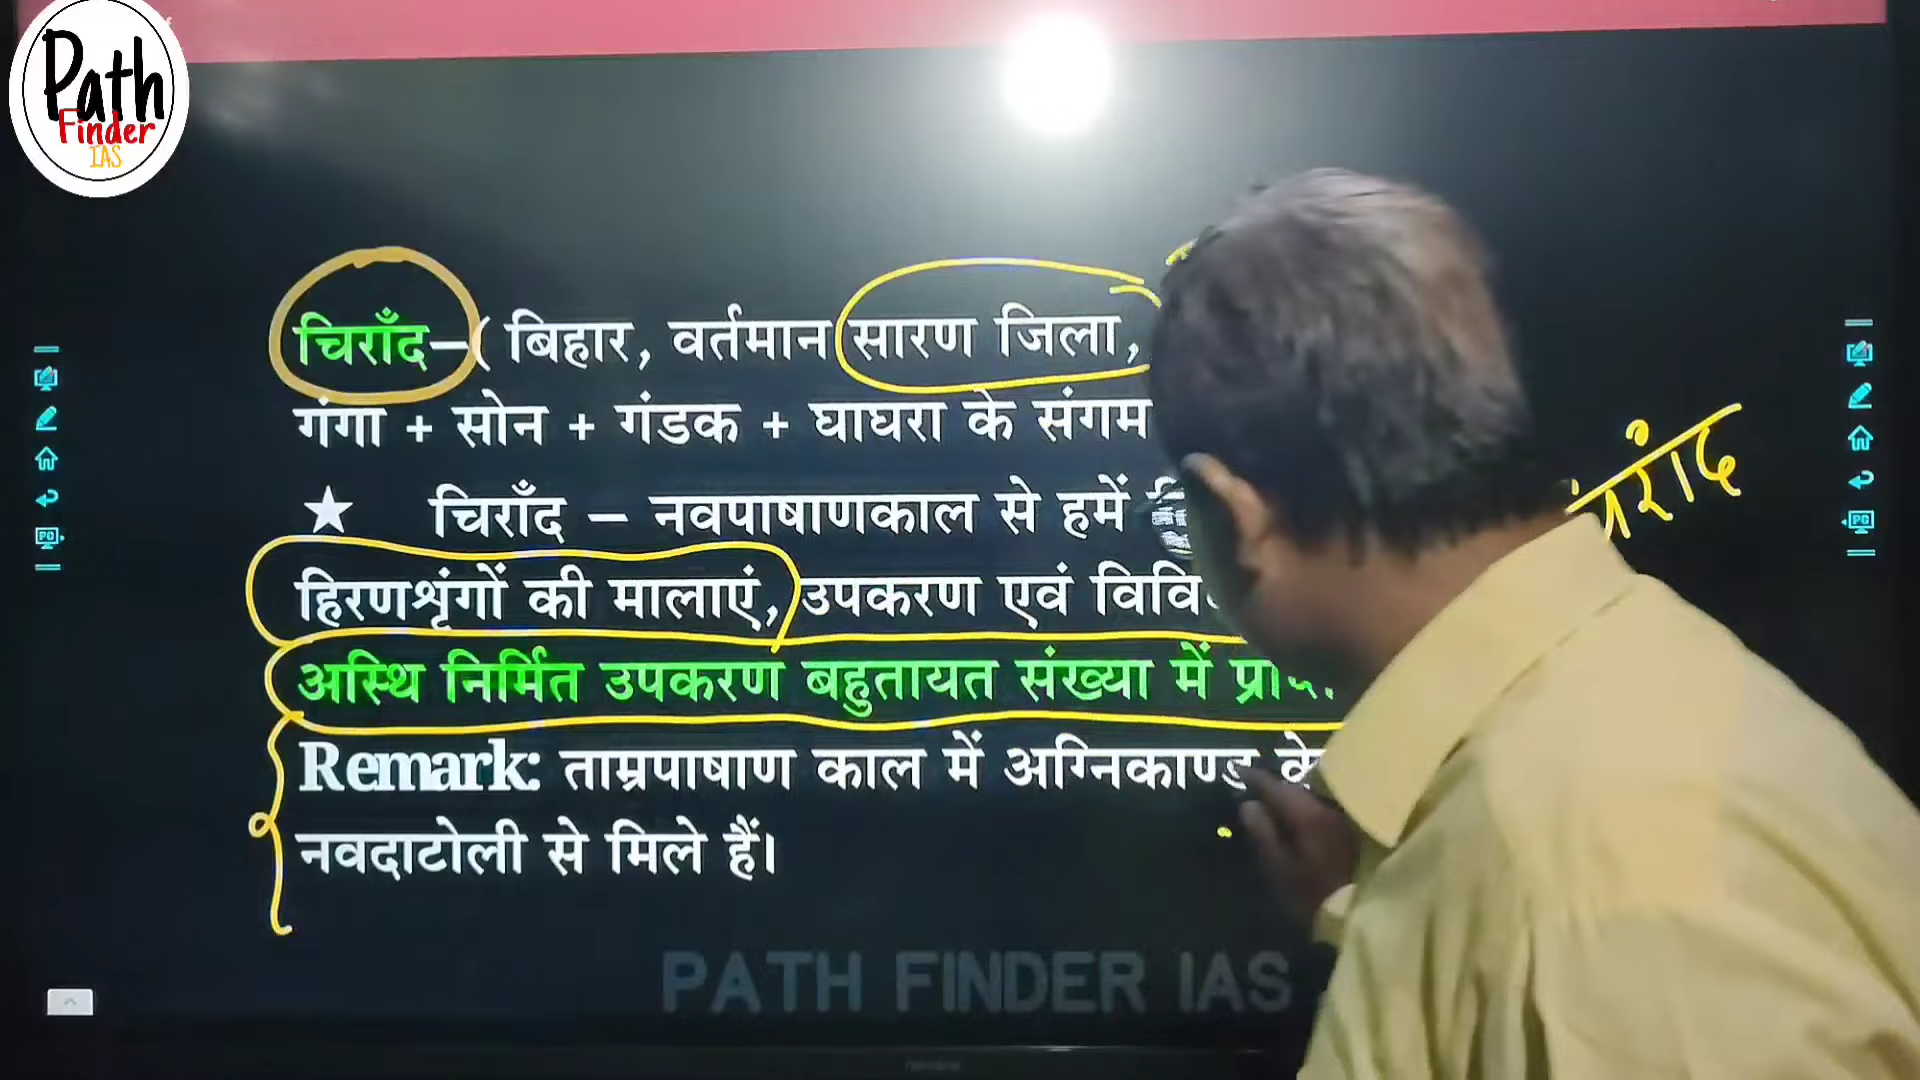 Path
Finder
IAS
चिराँद–( बिहार, वर्तमान सारण जिला,
गंगा + सोन + गंडक + घाघरा के संगम
★ चिराँद – नवपाषाणकाल से हमें
हिरणशृंगों की मालाएं, उपकरण एवं
अस्थि निर्मित उपकरण बहुतायत संख्या में
Remark: ताम्रपाषाण काल में अग्निकाण्ड के
नवदाटोली से मिले हैं।
PATH FINDER IAS